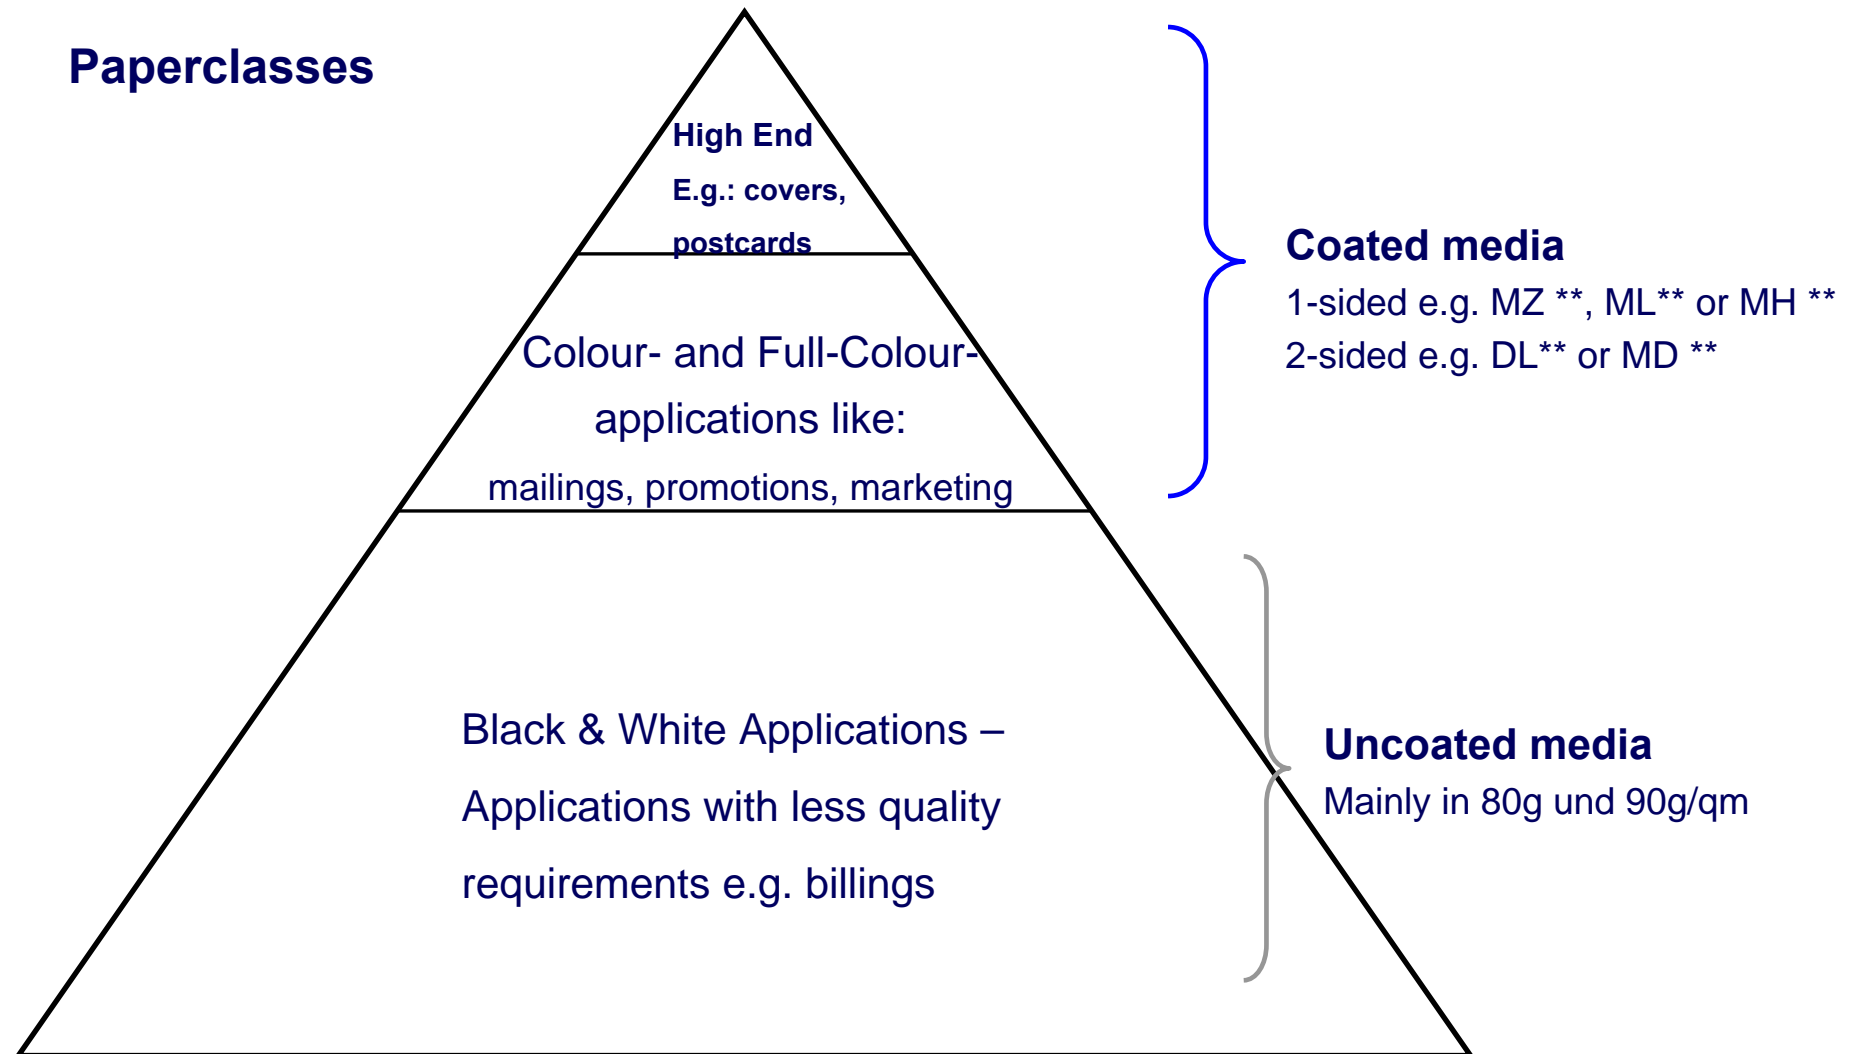 Paperclasses
High End
E.g.: covers,
postcards
Colour- and Full-Colour-
applications like:
mailings, promotions, marketing
Black & White Applications –
Applications with less quality
requirements e.g. billings
Coated media
1-sided e.g. MZ **, ML** or MH **
2-sided e.g. DL** or MD **
Uncoated media
Mainly in 80g und 90g/qm